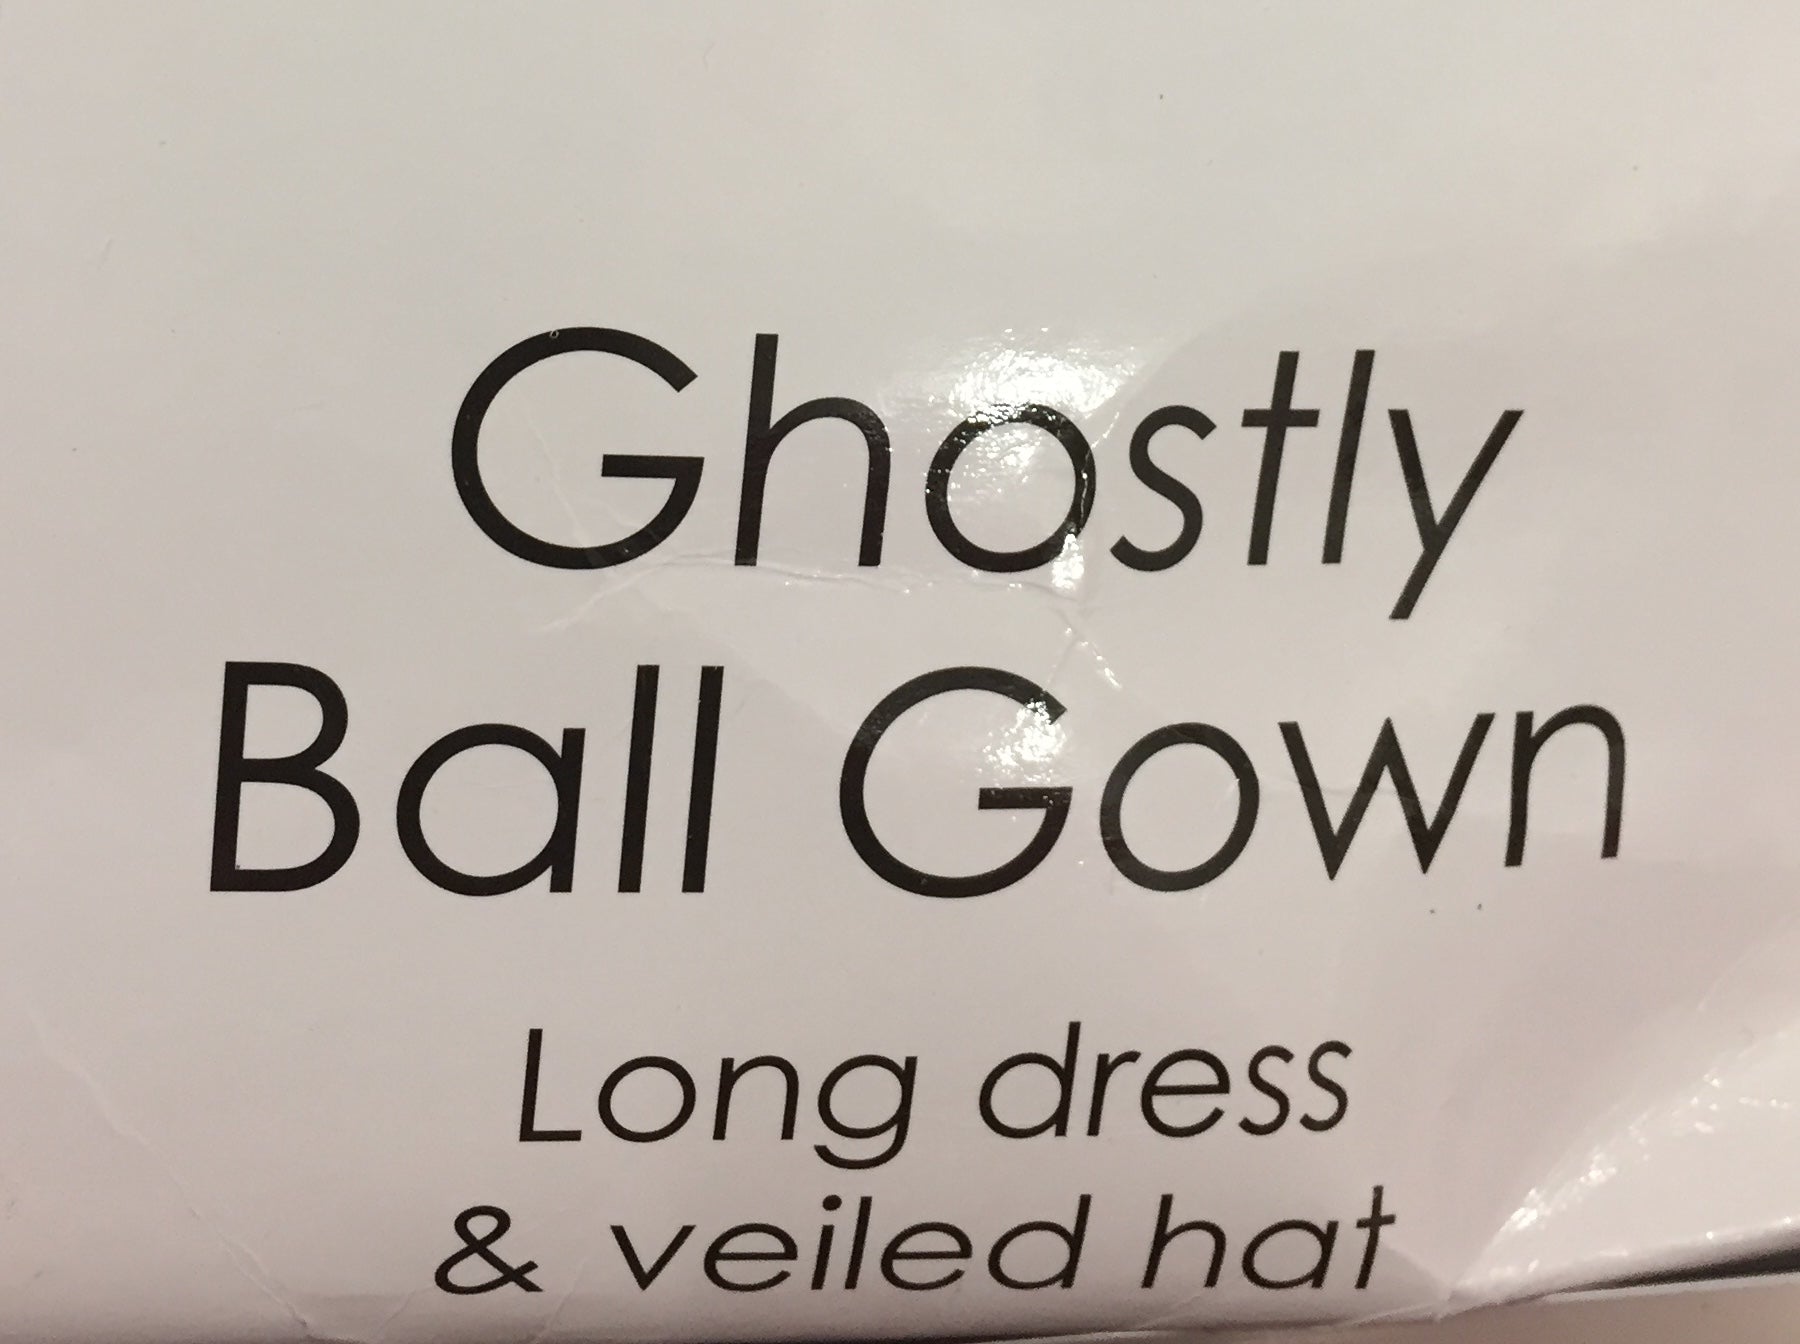 Ghostly
Ball Gown
Long dress
& veiled hat